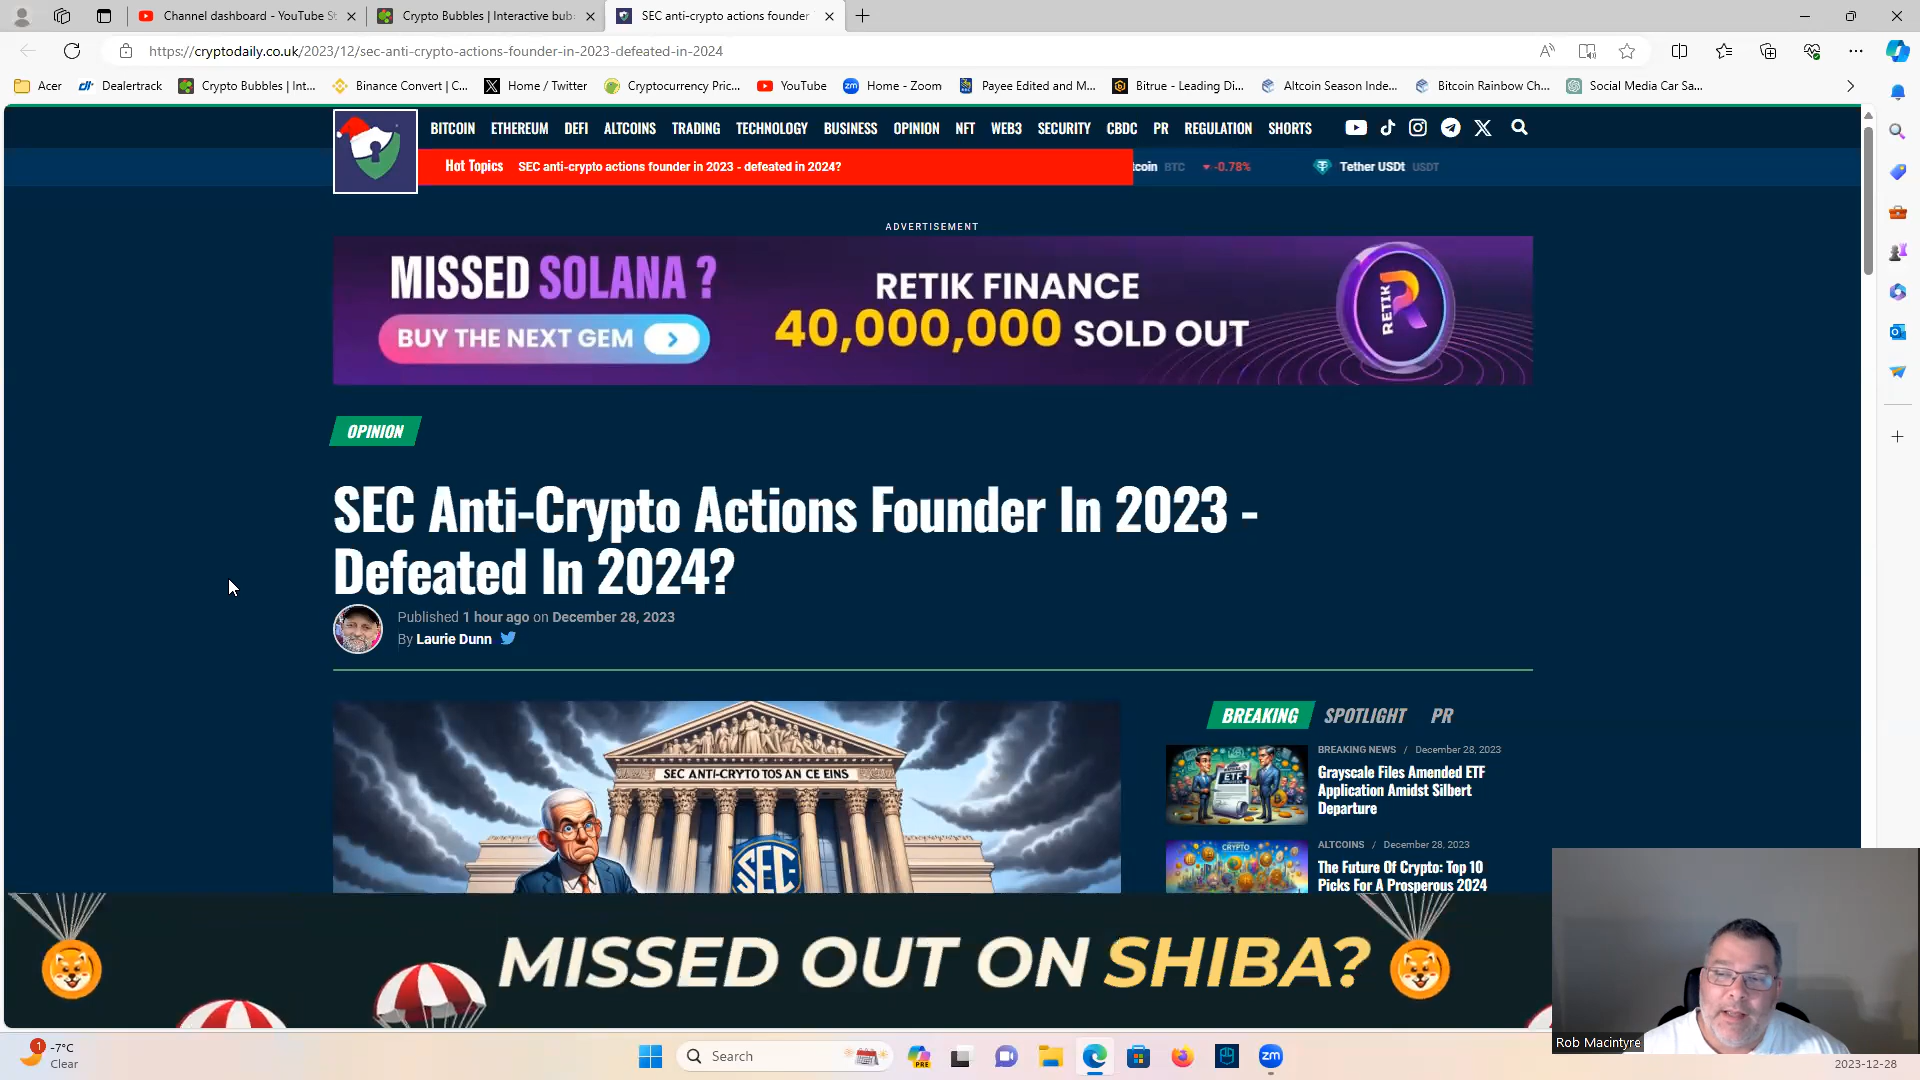 Channel dashboard - YouTube St
Crypto Bubbles | Interactive bub
SEC anti-crypto actions founder
https://cryptodaily.co.uk/2023/12/sec-anti-crypto-actions-founder-in-2023-defeated-in-2024
Acer
Dealertrack
Crypto Bubbles | Int...
Binance Convert | C...
Home / Twitter
Cryptocurrency Pric...
YouTube
Home - Zoom
Payee Edited and M...
Bitrue - Leading Di...
Altcoin Season Inde...
Bitcoin Rainbow Ch...
Social Media Car Sa...
BITCOIN ETHEREUM DEFI ALTCOINS TRADING TECHNOLOGY BUSINESS OPINION NFT WEB3 SECURITY CBDC PR REGULATION SHORTS
Hot Topics SEC anti-crypto actions founder in 2023 - defeated in 2024?
tcoin BTC -0.78% Tether USDt USDT
ADVERTISEMENT
MISSED SOLANA ?
BUY THE NEXT GEM
RETIK FINANCE
40,000,000 SOLD OUT
RETIK
OPINION
SEC Anti-Crypto Actions Founder In 2023 -
Defeated In 2024?
Published 1 hour ago on December 28, 2023
By Laurie Dunn
SEC ANTI-CRYTO TOS AN CE EINS
SEC
BREAKING SPOTLIGHT PR
BREAKING NEWS / December 28, 2023
Grayscale Files Amended ETF
Application Amidst Silbert
Departure
ETF
ALTCOINS / December 28, 2023
The Future Of Crypto: Top 10
Picks For A Prosperous 2024
CRYPTO
MISSED OUT ON SHIBA?
Rob Macintyre
1
-7°C
Clear
Search
PRE
zm
2023-12-28